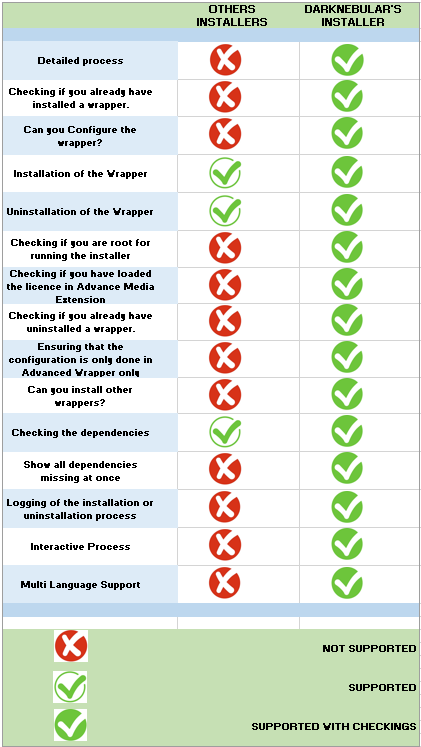 OTHERS
INSTALLERS
DARKNEBULAR'S
INSTALLER
Detailed process
Checking if you already have
installed a wrapper.
Can you Configure the
wrapper?
Installation of the Wrapper
Uninstallation of the Wrapper
Checking if you are root for
running the installer
Checking if you have loaded
the licence in Advance Media
Extension
Checking if you already have
uninstalled a wrapper.
Ensuring that the
configuration is only done in
Advanced Wrapper only
Can you install other
wrappers?
Checking the dependencies
Show all dependencies
missing at once
Logging of the installation or
uninstallation process
Interactive Process
Multi Language Support
NOT SUPPORTED
SUPPORTED
SUPPORTED WITH CHECKINGS